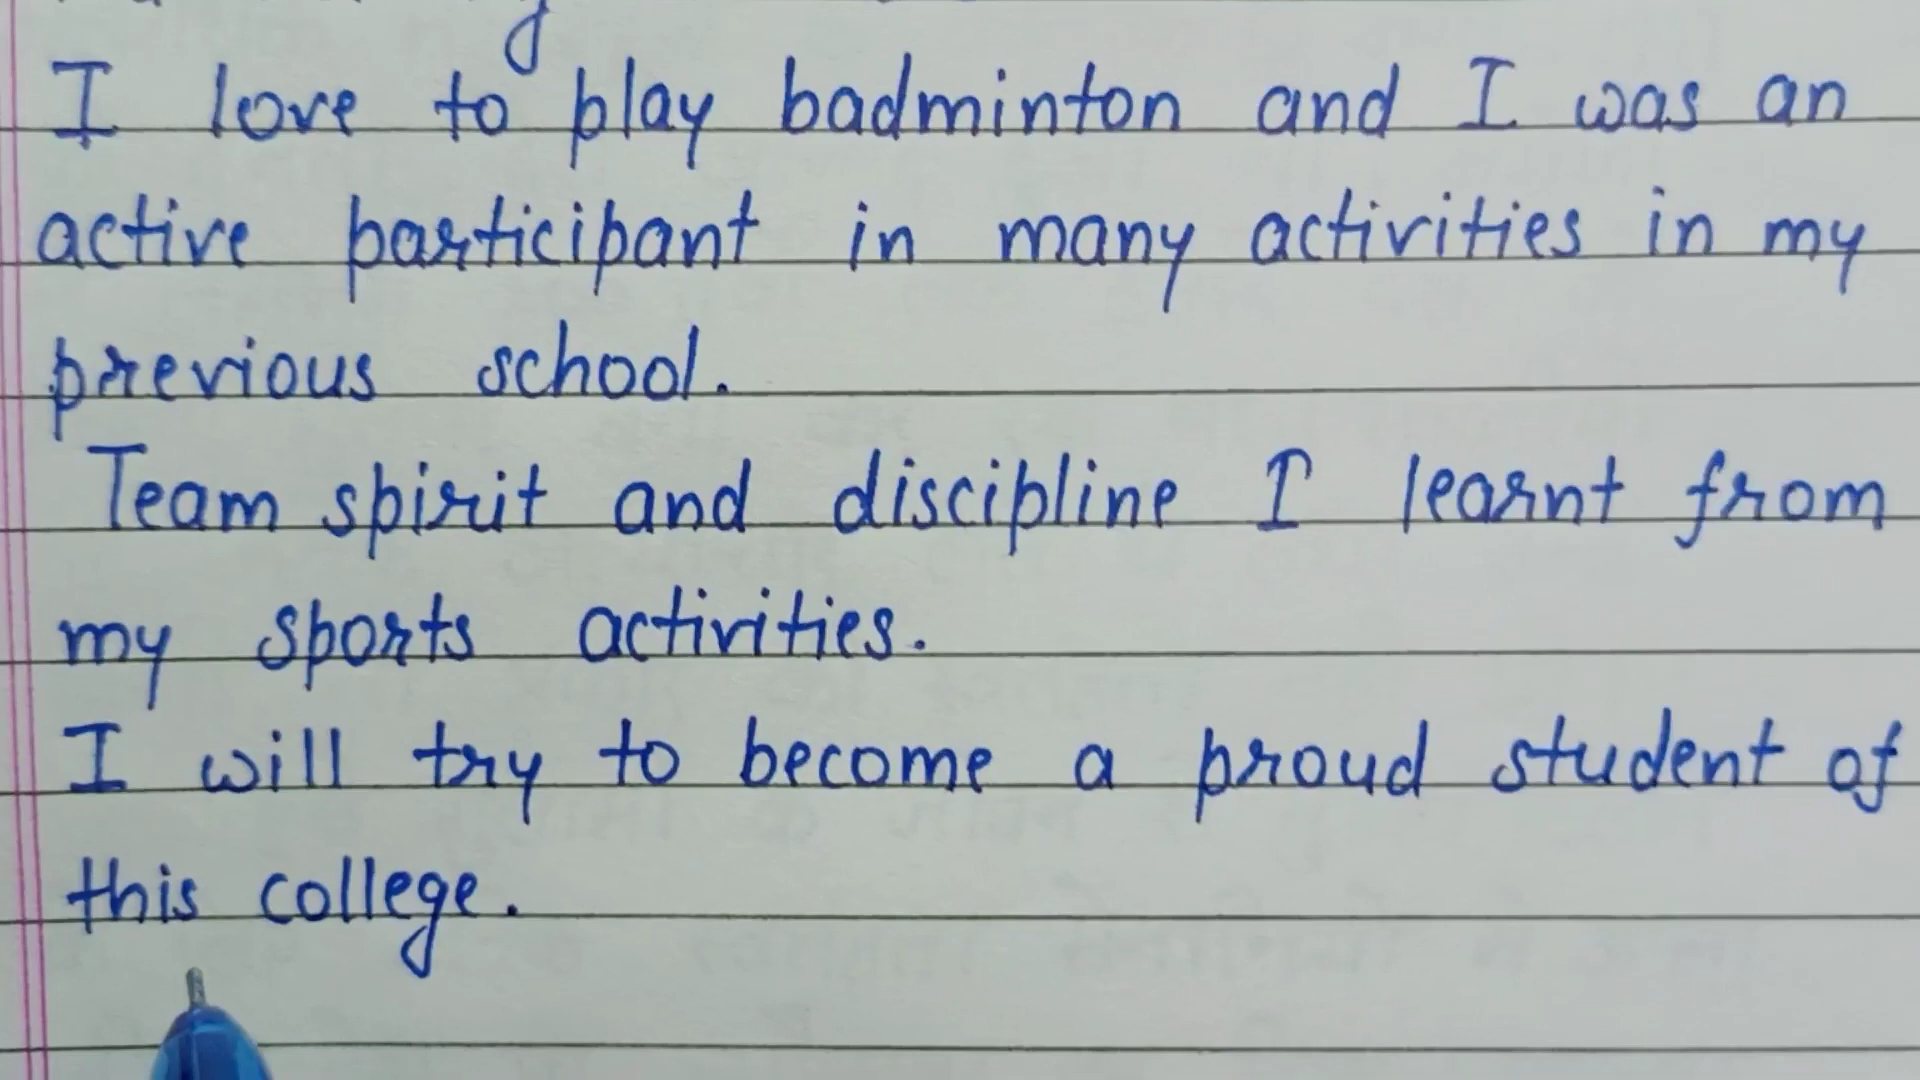 I love to play badminton and I was an
active participant in many activities in my
previous school.
Team spirit and discipline I learnt from
my sports activities.
I will try to become a proud student of
this college.